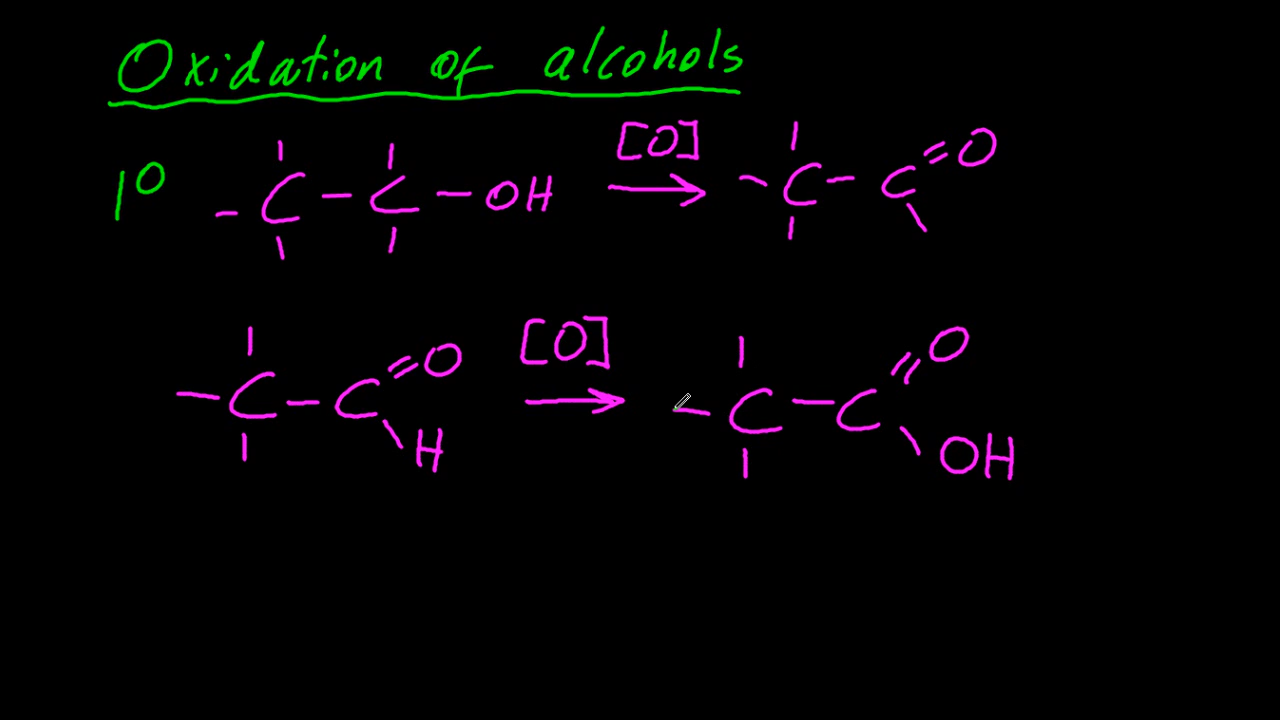 Oxidation of alcohols
1° - C - C - OH [O] → - C - C = O
- C - C = O H [O] → - C - C = O OH